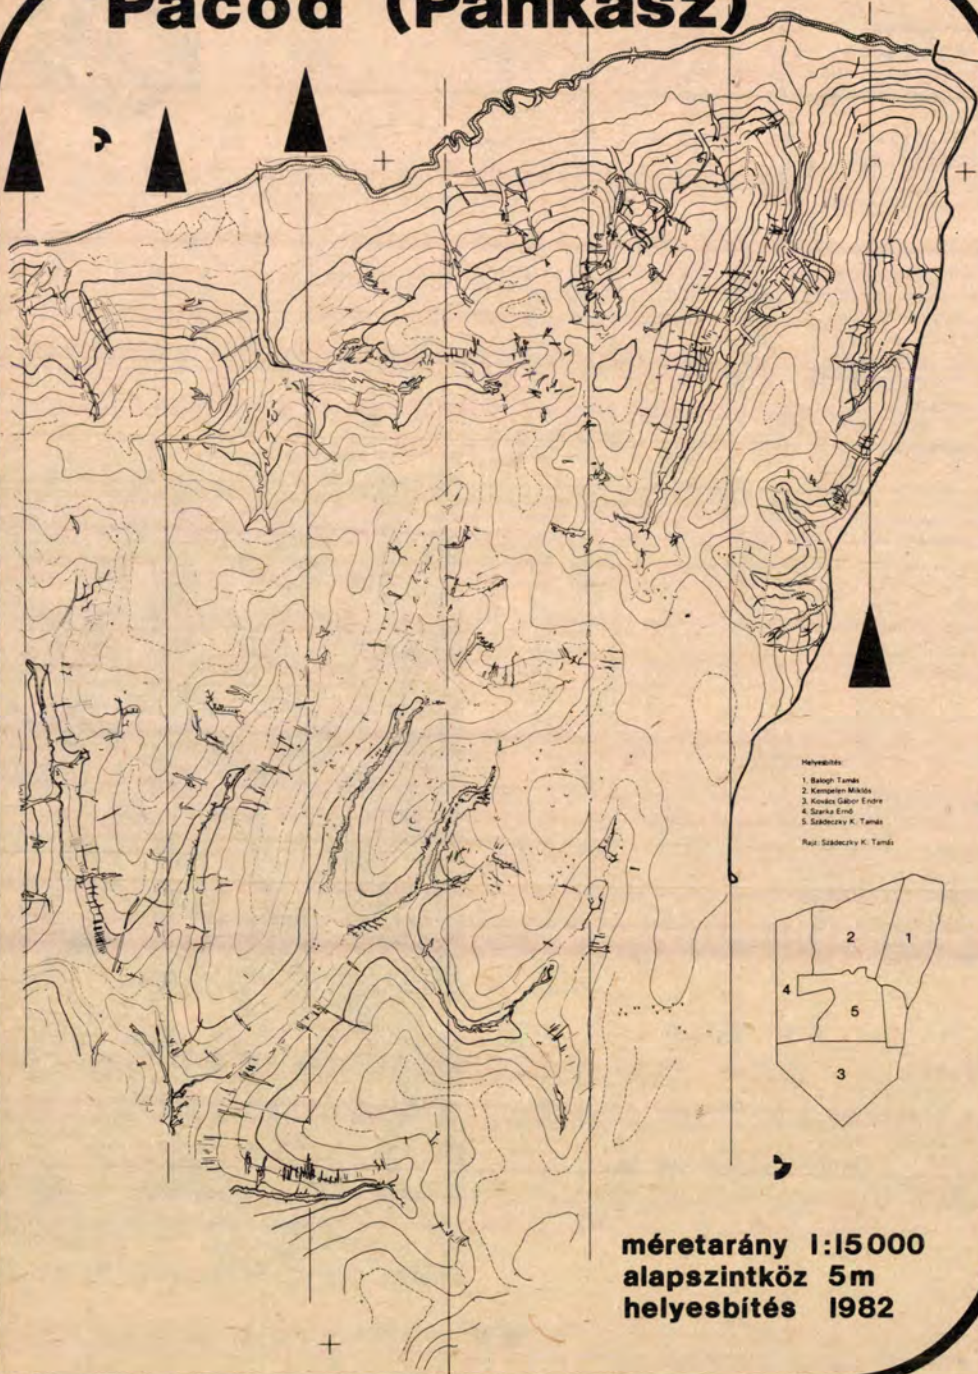 Pacod (Pankasz)
Helyesbítés:
1. Balogh Tamás
2. Kempelen Miklós
3. Kovács Gábor Endre
4. Szarka Ernő
5. Szádeczky K. Tamás
Rajz: Szádeczky K. Tamás
2
1
4
5
3
méretarány 1:15000
alapszintköz 5m
helyesbítés 1982